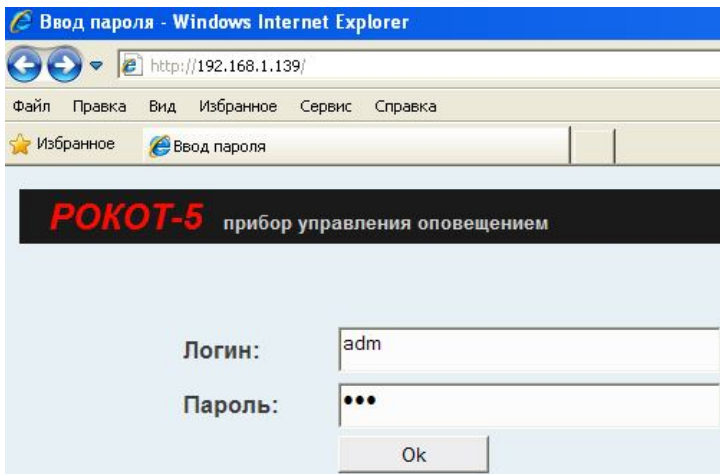 Ввод пароля - Windows Internet Explorer
http://192.168.1.139/
Файл Правка Вид Избранное Сервис Справка
Избранное Ввод пароля
РОКОТ-5 прибор управления оповещением
Логин: adm
Пароль: •••
Ok